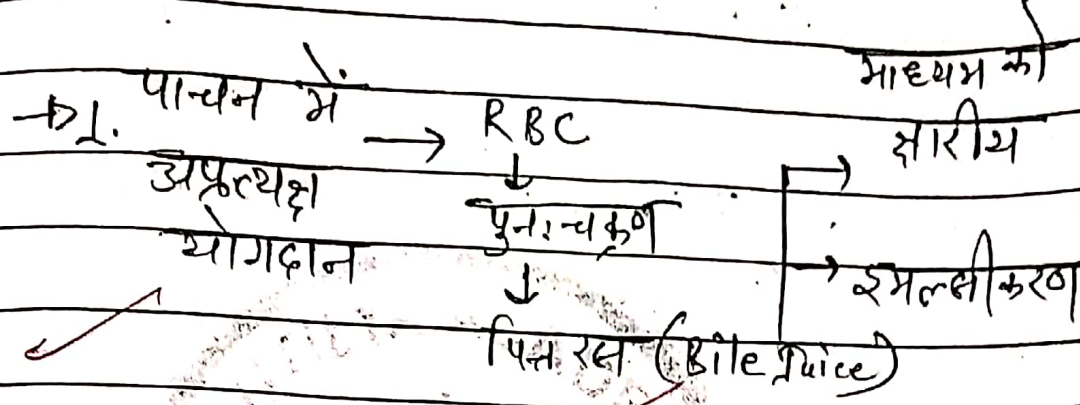 →1. पाचन में → RBC
अप्रत्यक्ष
योगदान
↓
पुनः चक्रण
↓
पित्त रस (Bile Juice)
→ माध्यम को
क्षारीय
→ इमल्सीकरण